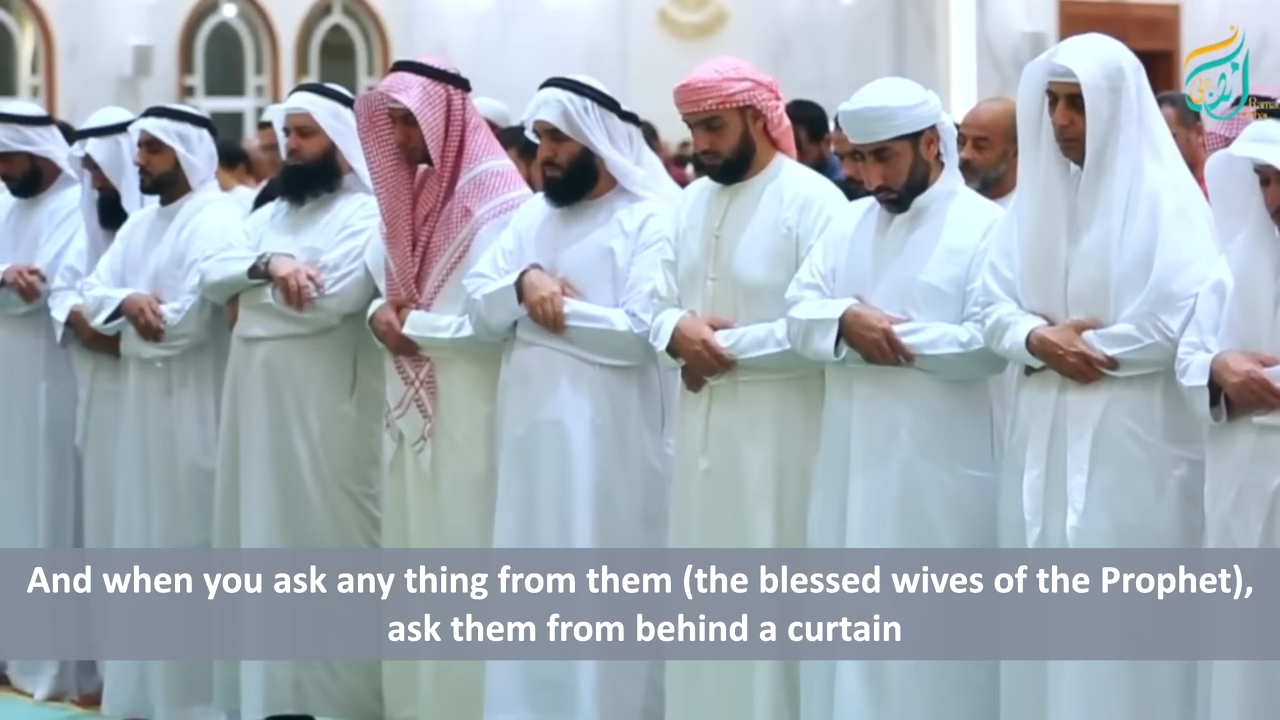 And when you ask any thing from them (the blessed wives of the Prophet),
ask them from behind a curtain